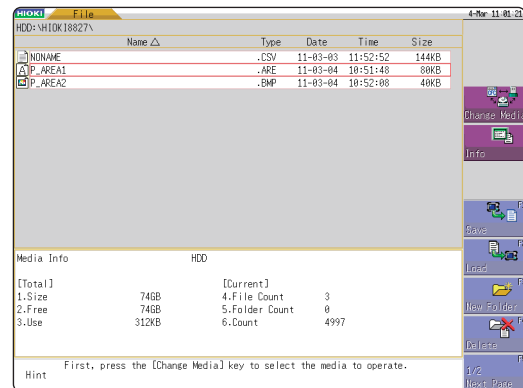 HIOKI File 4-Mar 11:01:21
HDD:\HIOKI8827\
Name △ Type Date Time Size
NONAME .CSV 11-03-03 11:52:52 144KB
P_AREA1 .ARE 11-03-04 10:51:48 80KB
P_AREA2 .BMP 11-03-04 10:52:08 40KB
Change Media
Info
Save
Load
New Folder
Delete
1/2
Next Page
Media Info HDD
[Total] [Current]
1.Size 74GB 4.File Count 3
2.Free 74GB 5.Folder Count 0
3.Use 312KB 6.Count 4997
First, press the [Change Media] key to select the media to operate.
Hint